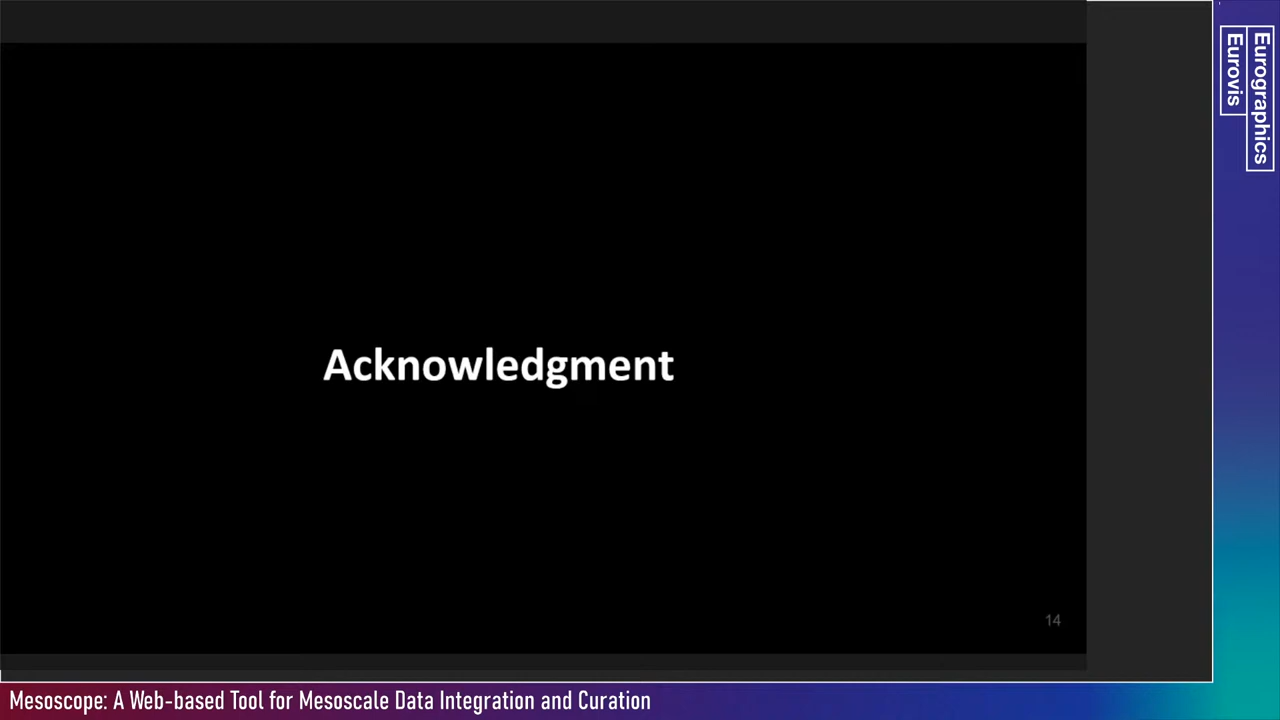 Acknowledgment
14
Mesoscope: A Web-based Tool for Mesoscale Data Integration and Curation
Eurographics
Eurovis